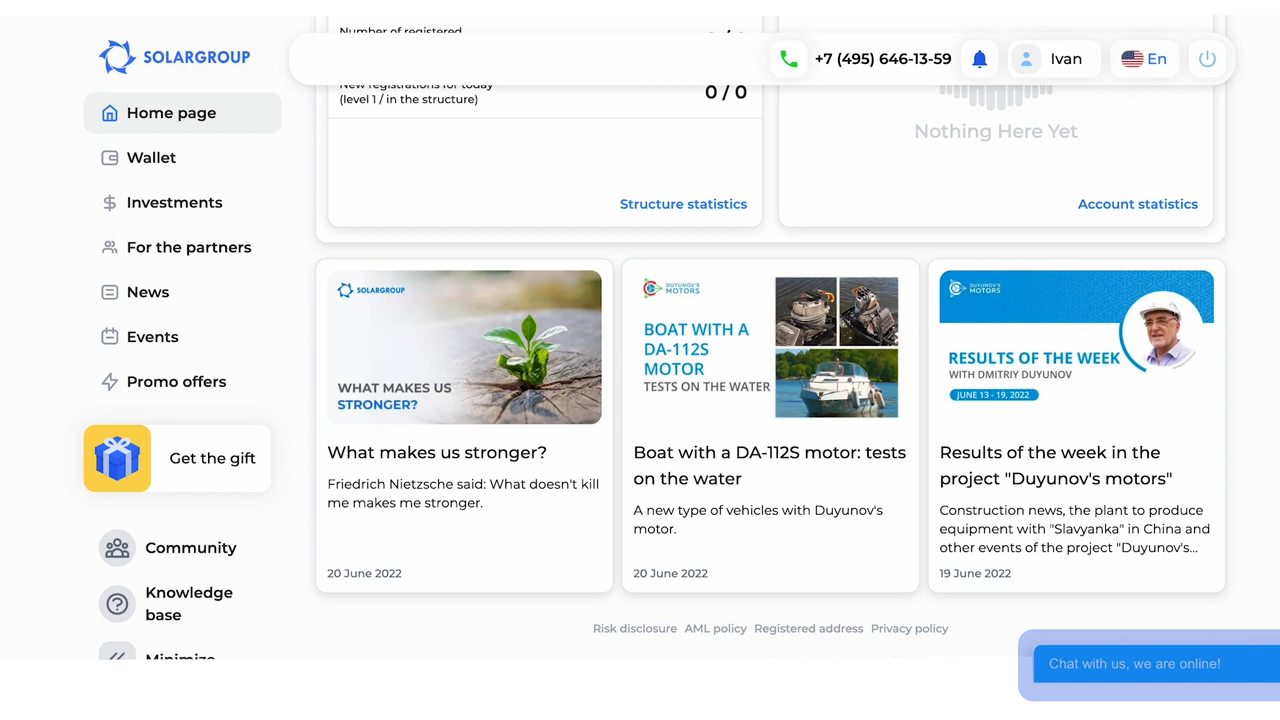 SOLARGROUP
Home page
Wallet
Investments
For the partners
News
Events
Promo offers
Get the gift
Community
Knowledge
base
Minimize
+7 (495) 646-13-59
Ivan
En
Number of registered
New registrations for today
(level 1 / in the structure)
0 / 0
Structure statistics
Nothing Here Yet
Account statistics
SOLARGROUP
WHAT MAKES US
STRONGER?
What makes us stronger?
Friedrich Nietzsche said: What doesn't kill
me makes me stronger.
20 June 2022
DUYUNOV'S
MOTORS
BOAT WITH A
DA-112S
MOTOR
TESTS ON THE WATER
Boat with a DA-112S motor: tests
on the water
A new type of vehicles with Duyunov's
motor.
20 June 2022
DUYUNOV'S
MOTORS
RESULTS OF THE WEEK
WITH DMITRIY DUYUNOV
JUNE 13 - 19, 2022
Results of the week in the
project "Duyunov's motors"
Construction news, the plant to produce
equipment with "Slavyanka" in China and
other events of the project "Duyunov's...
19 June 2022
Risk disclosure AML policy Registered address Privacy policy
Chat with us, we are online!